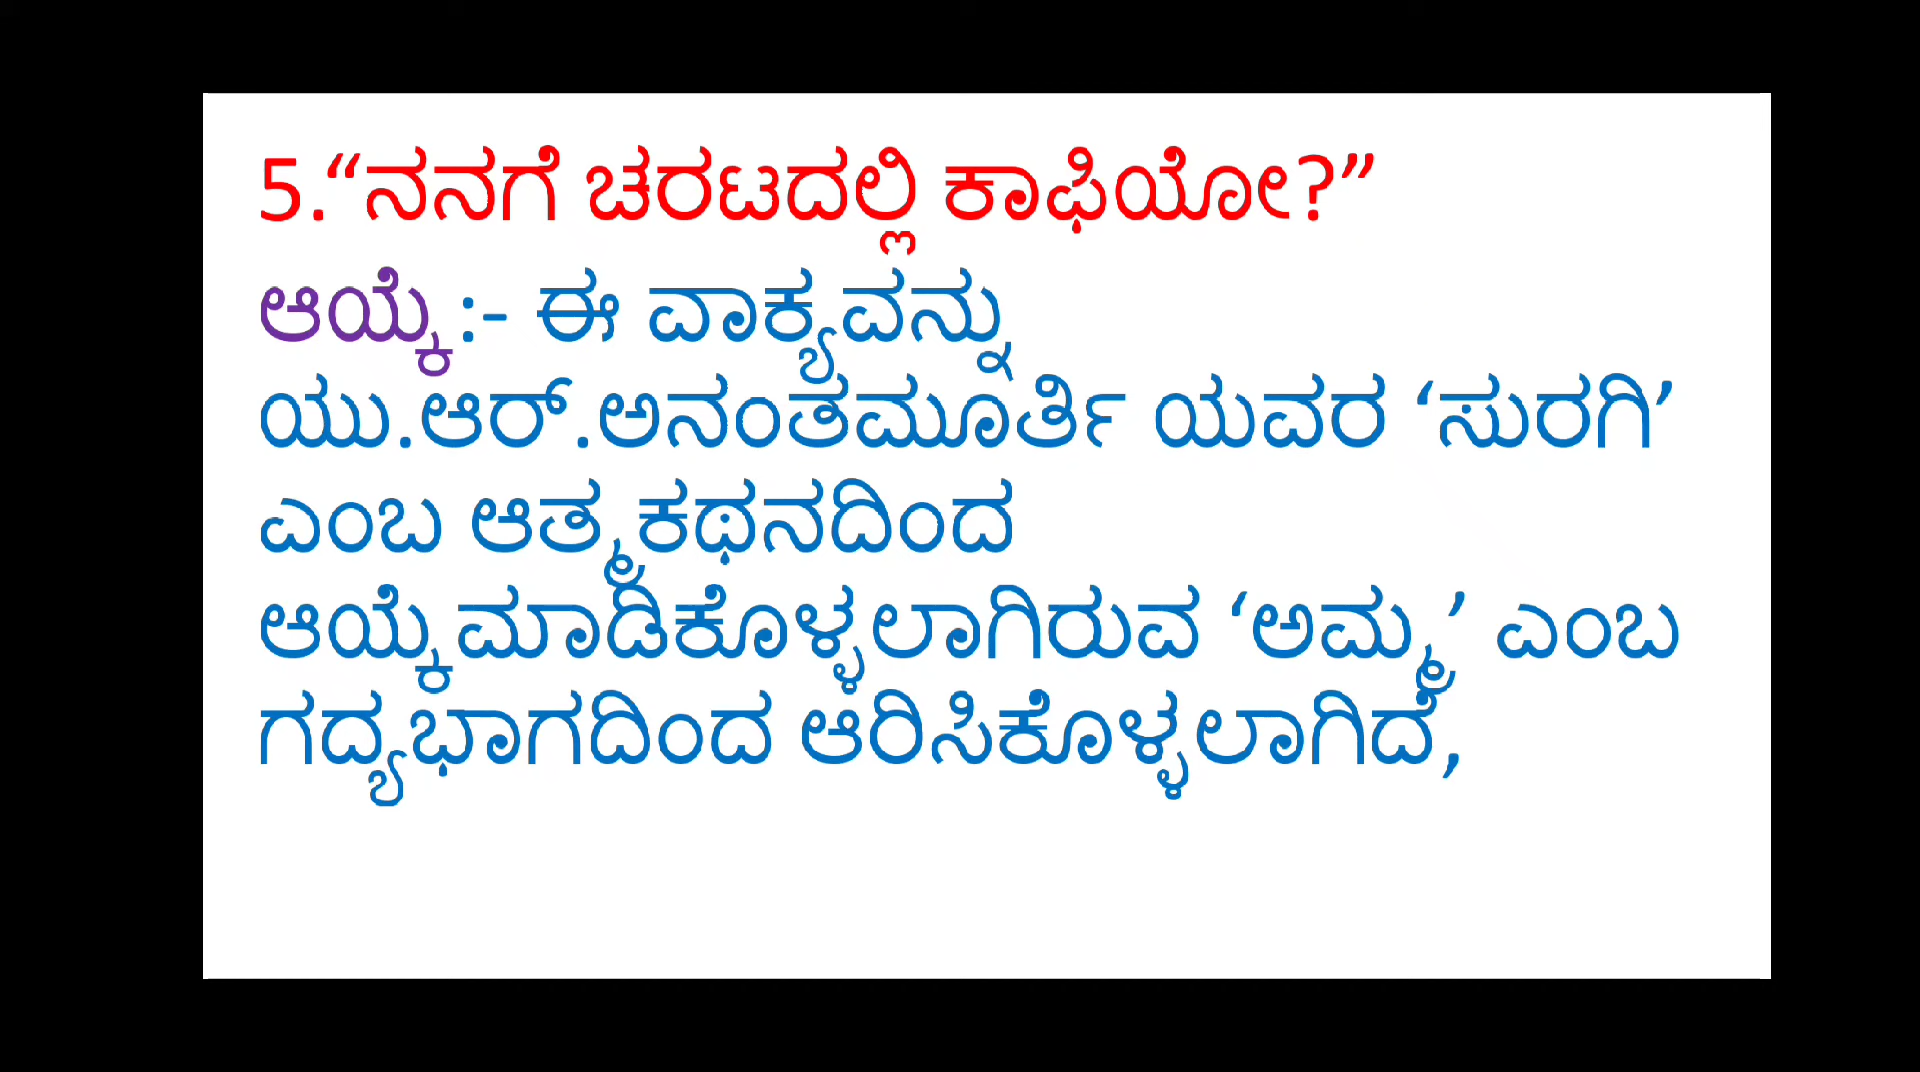 5.“ನನಗೆ ಚರಟದಲ್ಲಿ ಕಾಫಿಯೋ?”
ಆಯ್ಕೆ:- ಈ ವಾಕ್ಯವನ್ನು
ಯು.ಆರ್.ಅನಂತಮೂರ್ತಿ ಯವರ ‘ಸುರಗಿ’
ಎಂಬ ಆತ್ಮಕಥನದಿಂದ
ಆಯ್ಕೆಮಾಡಿಕೊಳ್ಳಲಾಗಿರುವ ‘ಅಮ್ಮ’ ಎಂಬ
ಗದ್ಯಭಾಗದಿಂದ ಆರಿಸಿಕೊಳ್ಳಲಾಗಿದೆ,